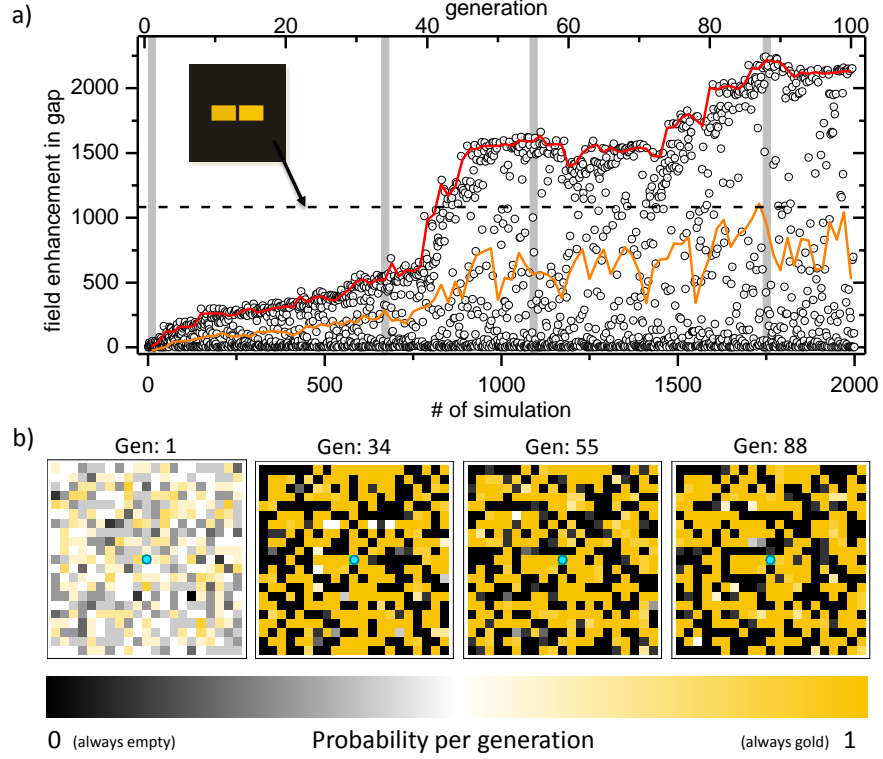 a)
generation
0 20 40 60 80 100
field enhancement in gap
2000
1500
1000
500
0
0 500 1000 1500 2000
# of simulation
b)
Gen: 1 Gen: 34 Gen: 55 Gen: 88
0 (always empty) Probability per generation (always gold) 1